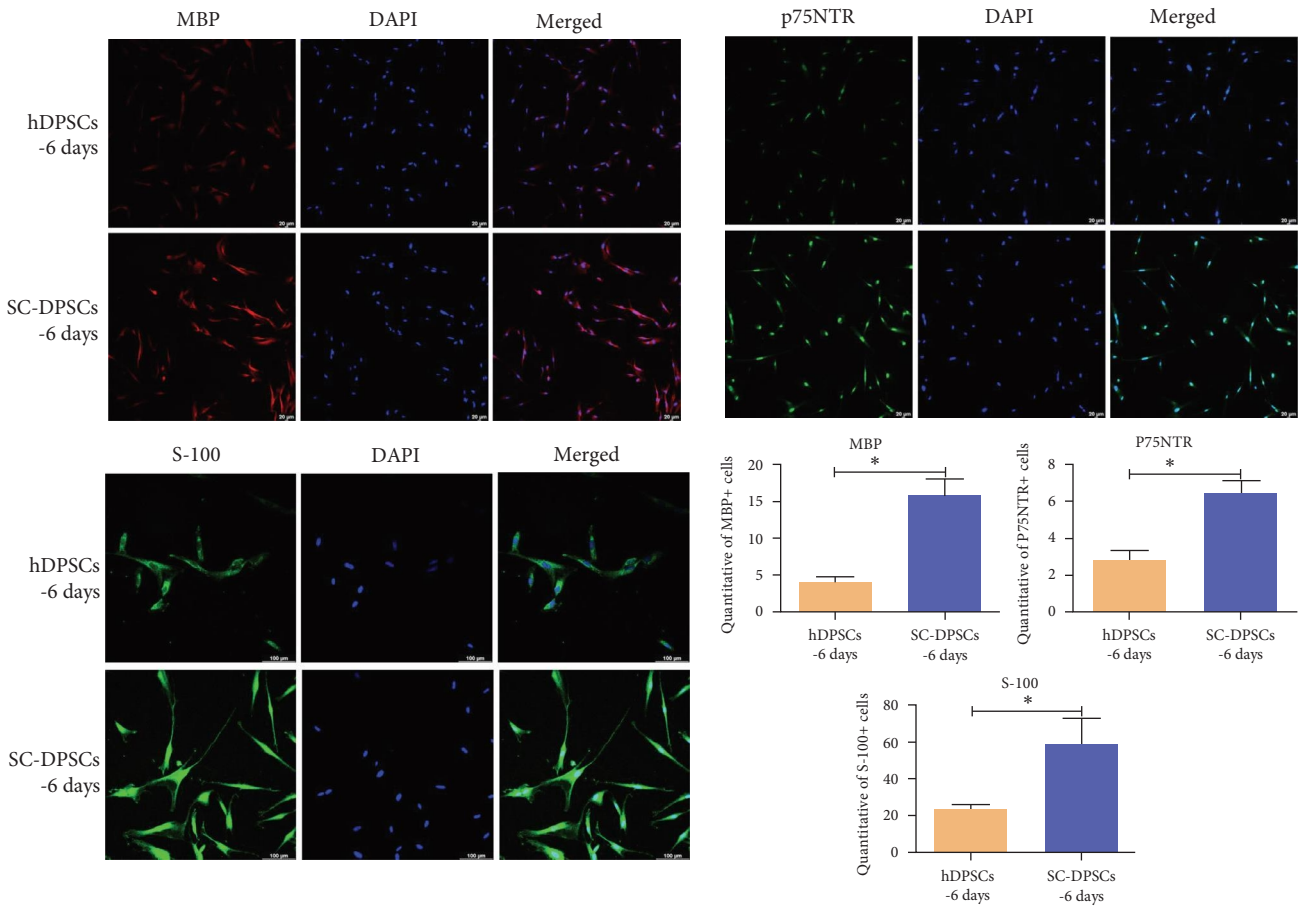 MBP
DAPI
Merged
hDPSCs
-6 days
20 μm
20 μm
20 μm
SC-DPSCs
-6 days
20 μm
20 μm
20 μm
p75NTR
DAPI
Merged
20 μm
20 μm
20 μm
20 μm
20 μm
20 μm
S-100
DAPI
Merged
hDPSCs
-6 days
100 μm
100 μm
100 μm
SC-DPSCs
-6 days
100 μm
100 μm
100 μm
MBP
Quantitative of MBP+ cells
20
15
10
5
0
*
hDPSCs
-6 days
SC-DPSCs
-6 days
P75NTR
Quantitative of P75NTR+ cells
8
6
4
2
0
*
hDPSCs
-6 days
SC-DPSCs
-6 days
S-100
Quantitative of S-100+ cells
80
60
40
20
0
*
hDPSCs
-6 days
SC-DPSCs
-6 days